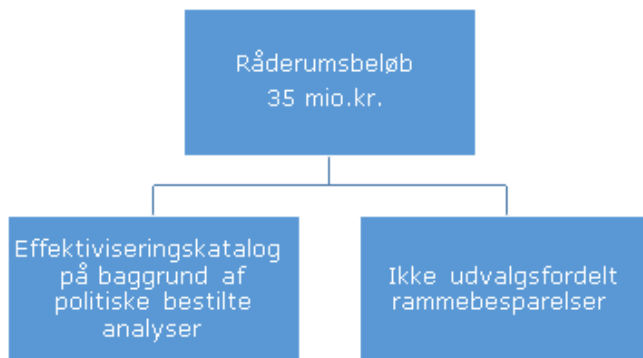 Råderumsbeløb
35 mio.kr.
Effektiviseringskatalog
på baggrund af
politiske bestilte
analyser
Ikke udvalgsfordelt
rammebesparelser